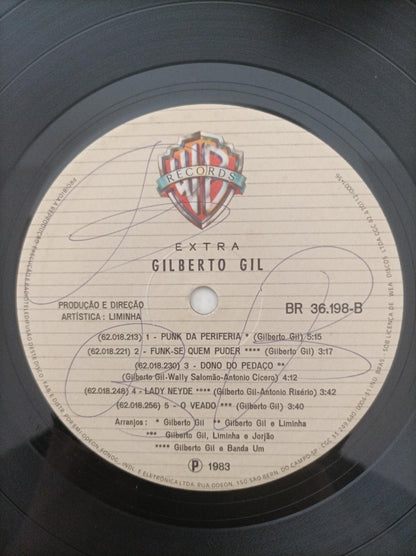 WB
RECORDS
EXTRA
GILBERTO GIL
PRODUÇÃO E DIREÇÃO
ARTÍSTICA : LIMINHA
BR 36.198-B
(62.018.213) 1 - PUNK DA PERIFERIA * (Gilberto Gil) 5:15
(62.018.221) 2 - FUNK-SE QUEM PUDER **** (Gilberto Gil) 3:17
(62.018.230) 3 - DONO DO PEDAÇO **
(Gilberto Gil-Wally Salomão-Antonio Cicero) 4:12
(62.018.248) 4 - LADY NEYDE **** (Gilberto Gil-Antonio Risério) 3:40
(62.018.256) 5 - O VEADO *** (Gilberto Gil) 3:40
Arranjos : * Gilberto Gil ** Gilberto Gil e Liminha
*** Gilberto Gil, Liminha e Jorjão
**** Gilberto Gil e Banda Um
Ⓟ 1983